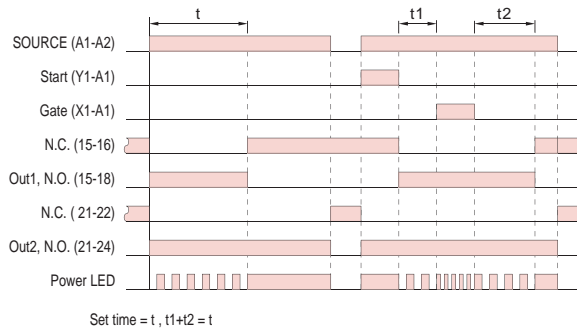 t t1 t2
SOURCE (A1-A2)
Start (Y1-A1)
Gate (X1-A1)
N.C. (15-16)
Out1, N.O. (15-18)
N.C. ( 21-22)
Out2, N.O. (21-24)
Power LED
Set time = t , t1+t2 = t